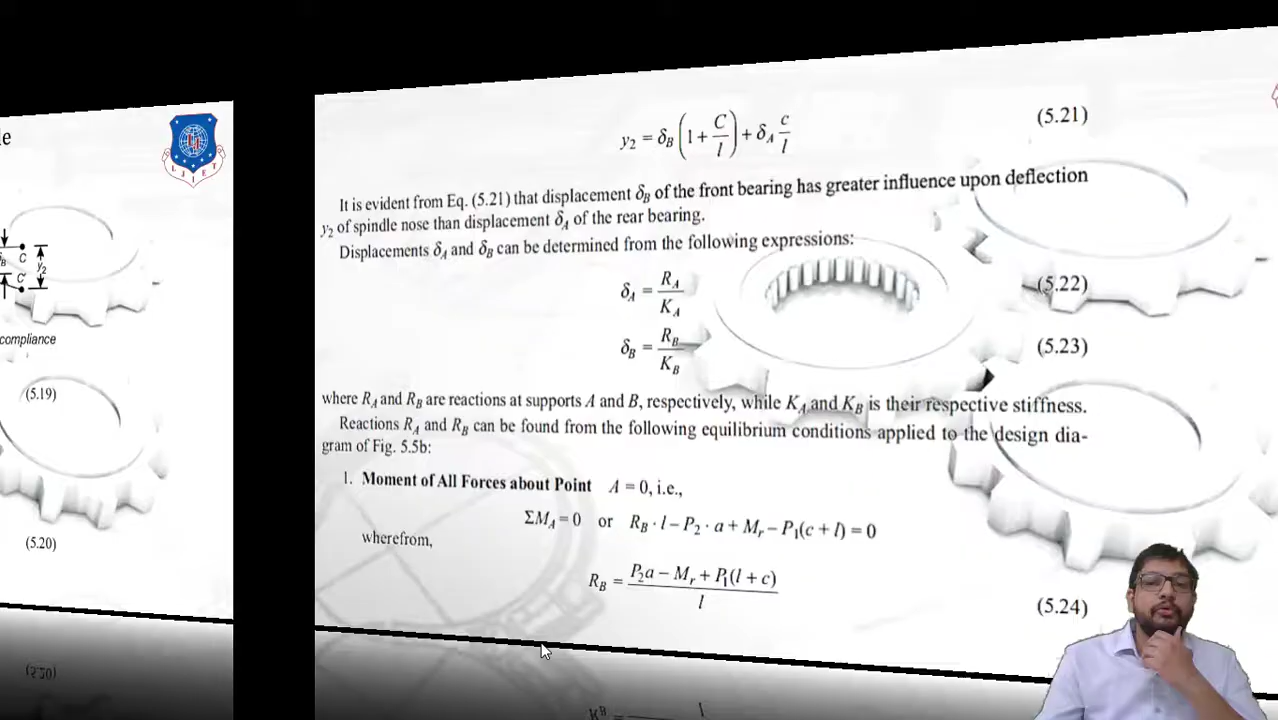 le
LJIET
B
C
C'
y₂
compliance
(5.19)
(5.20)
y₂ = δ_B (1 + C/l) + δ_A c/l (5.21)
It is evident from Eq. (5.21) that displacement δ_B of the front bearing has greater influence upon deflection
y₂ of spindle nose than displacement δ_A of the rear bearing.
Displacements δ_A and δ_B can be determined from the following expressions:
δ_A = R_A/K_A (5.22)
δ_B = R_B/K_B (5.23)
where R_A and R_B are reactions at supports A and B, respectively, while K_A and K_B is their respective stiffness.
Reactions R_A and R_B can be found from the following equilibrium conditions applied to the design dia-
gram of Fig. 5.5b:
1. Moment of All Forces about Point A = 0, i.e.,
ΣM_A = 0 or R_B · l − P₂ · a + M_r − P₁(c + l) = 0
wherefrom,
R_B = (P₂a − M_r + P₁(l + c))/l (5.24)